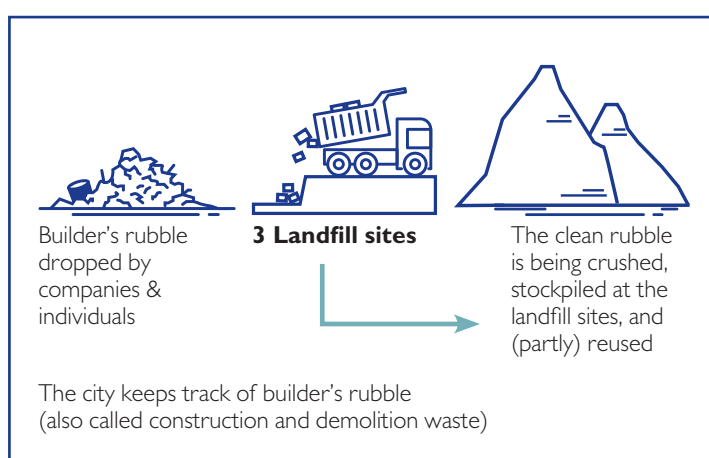 Builder’s rubble
dropped by
companies &
individuals
3 Landfill sites
The clean rubble
is being crushed,
stockpiled at the
landfill sites, and
(partly) reused
The city keeps track of builder’s rubble
(also called construction and demolition waste)